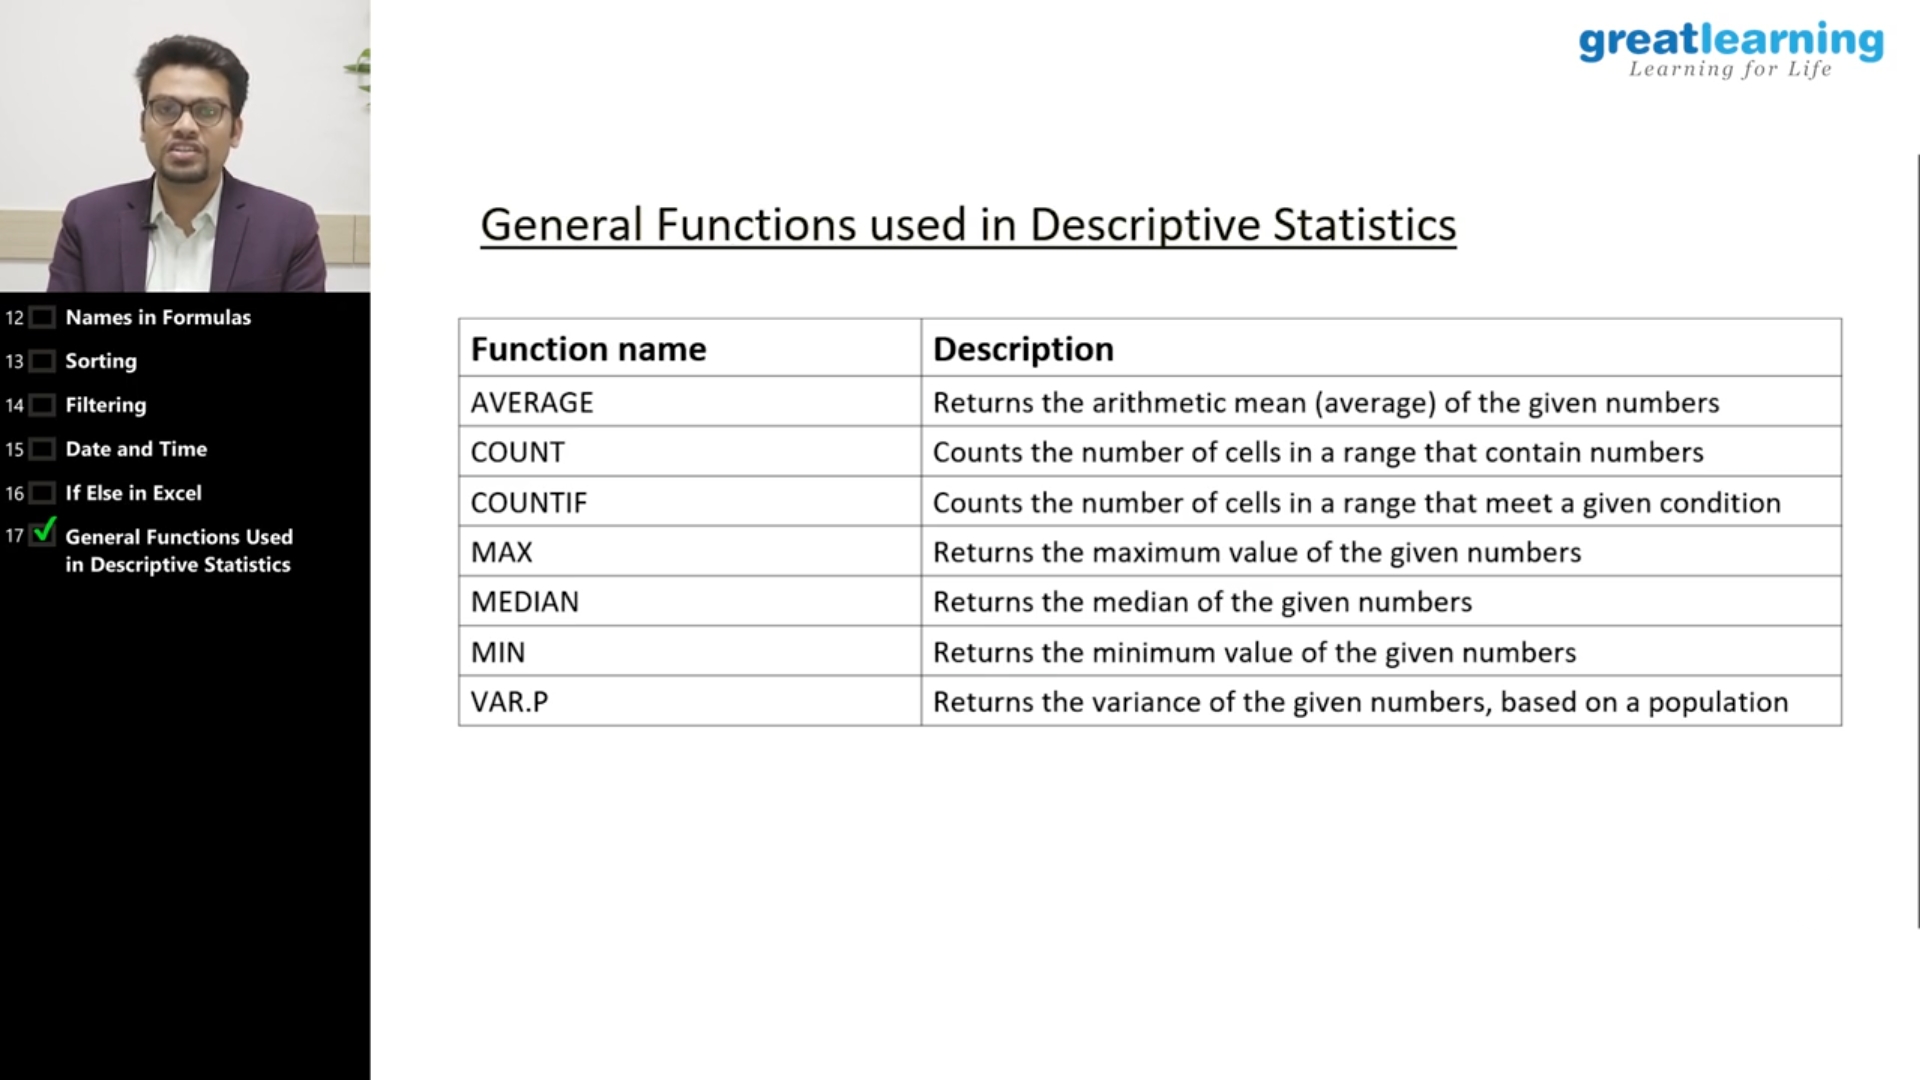 greatlearning
Learning for Life
12 Names in Formulas
13 Sorting
14 Filtering
15 Date and Time
16 If Else in Excel
17 General Functions Used
in Descriptive Statistics
General Functions used in Descriptive Statistics
Function name Description
AVERAGE Returns the arithmetic mean (average) of the given numbers
COUNT Counts the number of cells in a range that contain numbers
COUNTIF Counts the number of cells in a range that meet a given condition
MAX Returns the maximum value of the given numbers
MEDIAN Returns the median of the given numbers
MIN Returns the minimum value of the given numbers
VAR.P Returns the variance of the given numbers, based on a population